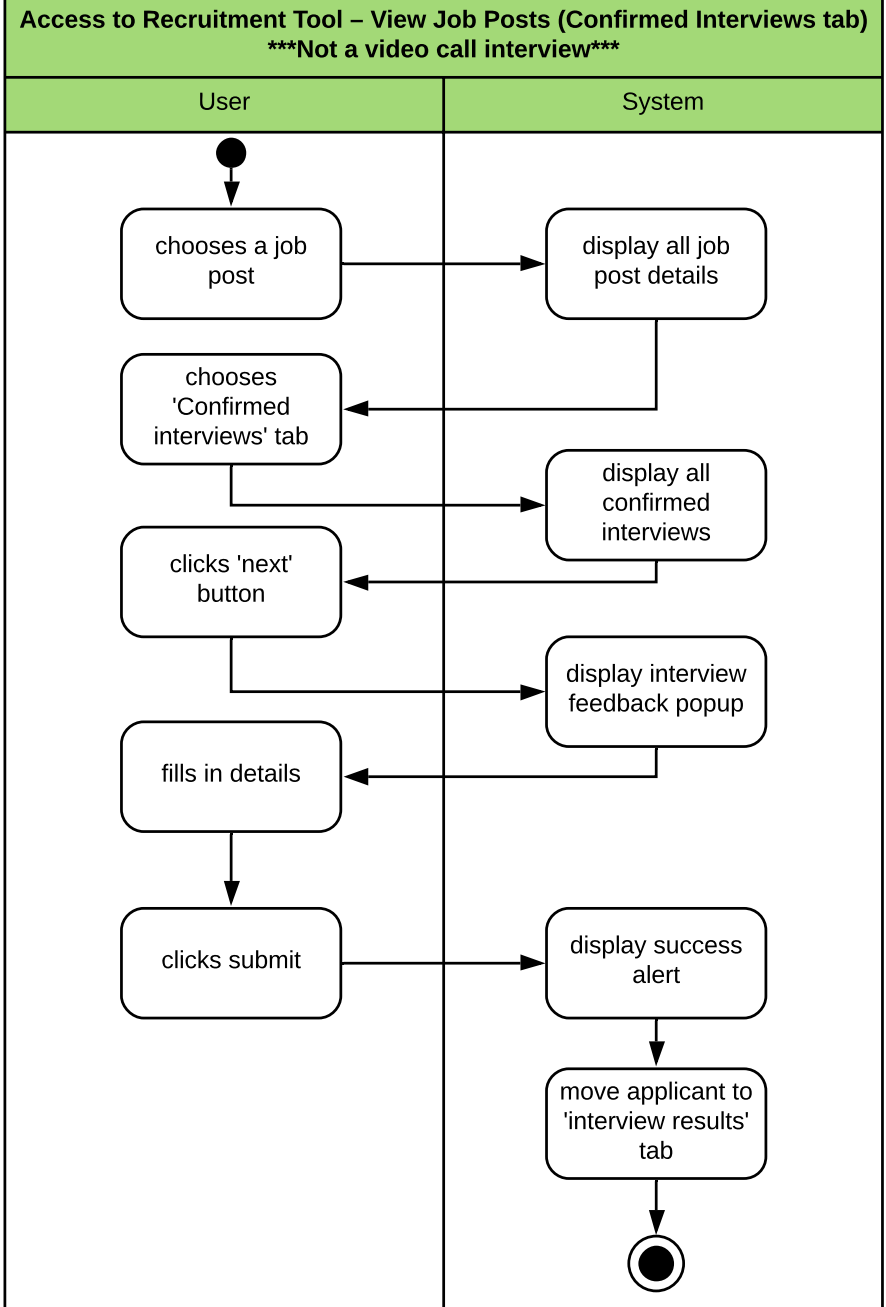 Access to Recruitment Tool – View Job Posts (Confirmed Interviews tab)
***Not a video call interview***
User
System
chooses a job
post
display all job
post details
chooses
'Confirmed
interviews' tab
display all
confirmed
interviews
clicks 'next'
button
display interview
feedback popup
fills in details
clicks submit
display success
alert
move applicant to
'interview results'
tab